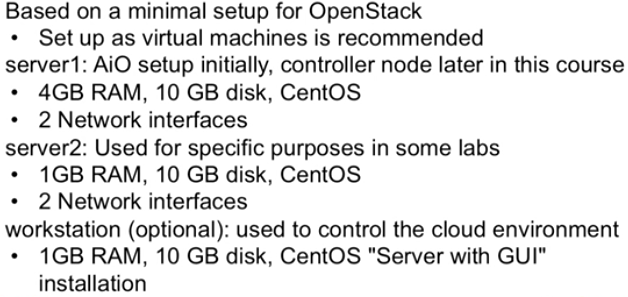 Based on a minimal setup for OpenStack
• Set up as virtual machines is recommended
server1: AiO setup initially, controller node later in this course
• 4GB RAM, 10 GB disk, CentOS
• 2 Network interfaces
server2: Used for specific purposes in some labs
• 1GB RAM, 10 GB disk, CentOS
• 2 Network interfaces
workstation (optional): used to control the cloud environment
• 1GB RAM, 10 GB disk, CentOS "Server with GUI"
installation